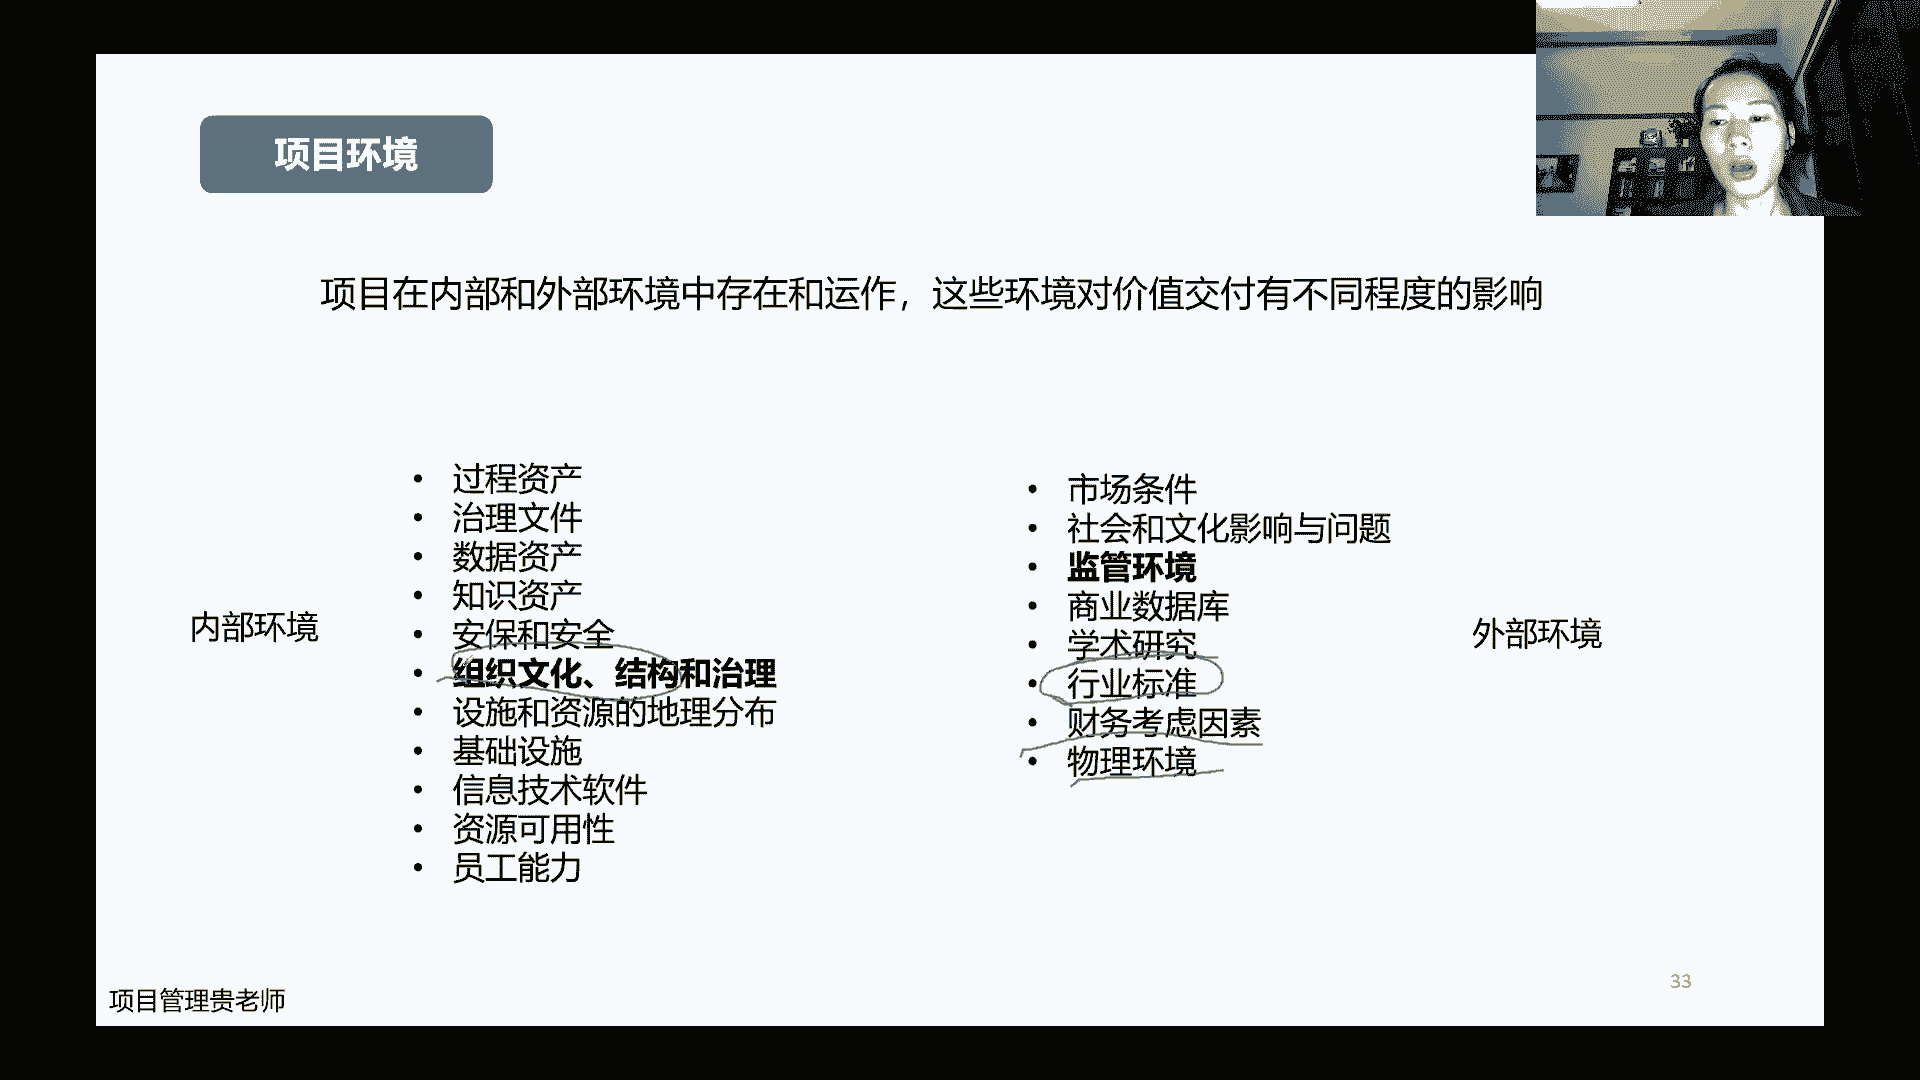 项目环境
项目在内部和外部环境中存在和运作，这些环境对价值交付有不同程度的影响
内部环境
• 过程资产
• 治理文件
• 数据资产
• 知识资产
• 安保和安全
• 组织文化、结构和治理
• 设施和资源的地理分布
• 基础设施
• 信息技术软件
• 资源可用性
• 员工能力
• 市场条件
• 社会和文化影响与问题
• 监管环境
• 商业数据库
• 学术研究
• 行业标准
• 财务考虑因素
• 物理环境
外部环境
33
项目管理贵老师